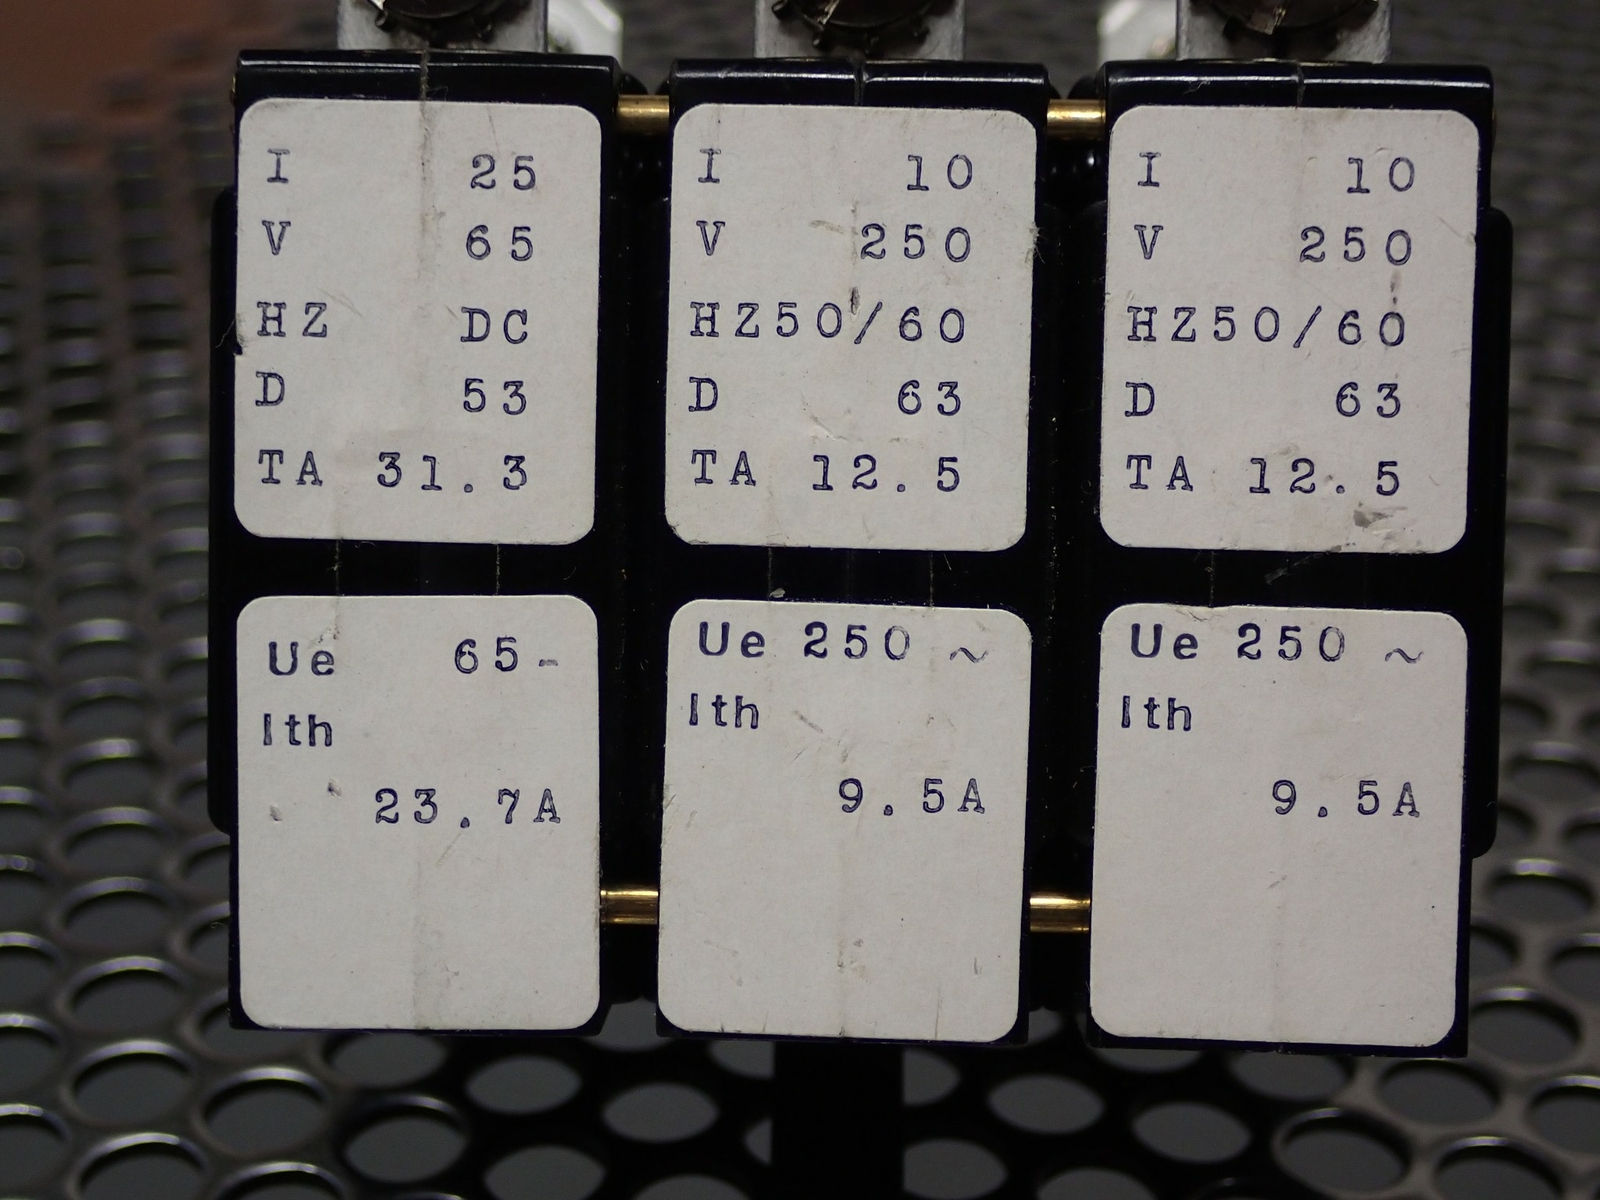 I 25
V 65
HZ DC
D 53
TA 31.3
Ue 65-
Ith
23.7A
I 10
V 250
HZ50/60
D 63
TA 12.5
Ue 250 ~
Ith
9.5A
I 10
V 250
HZ50/60
D 63
TA 12.5
Ue 250 ~
Ith
9.5A